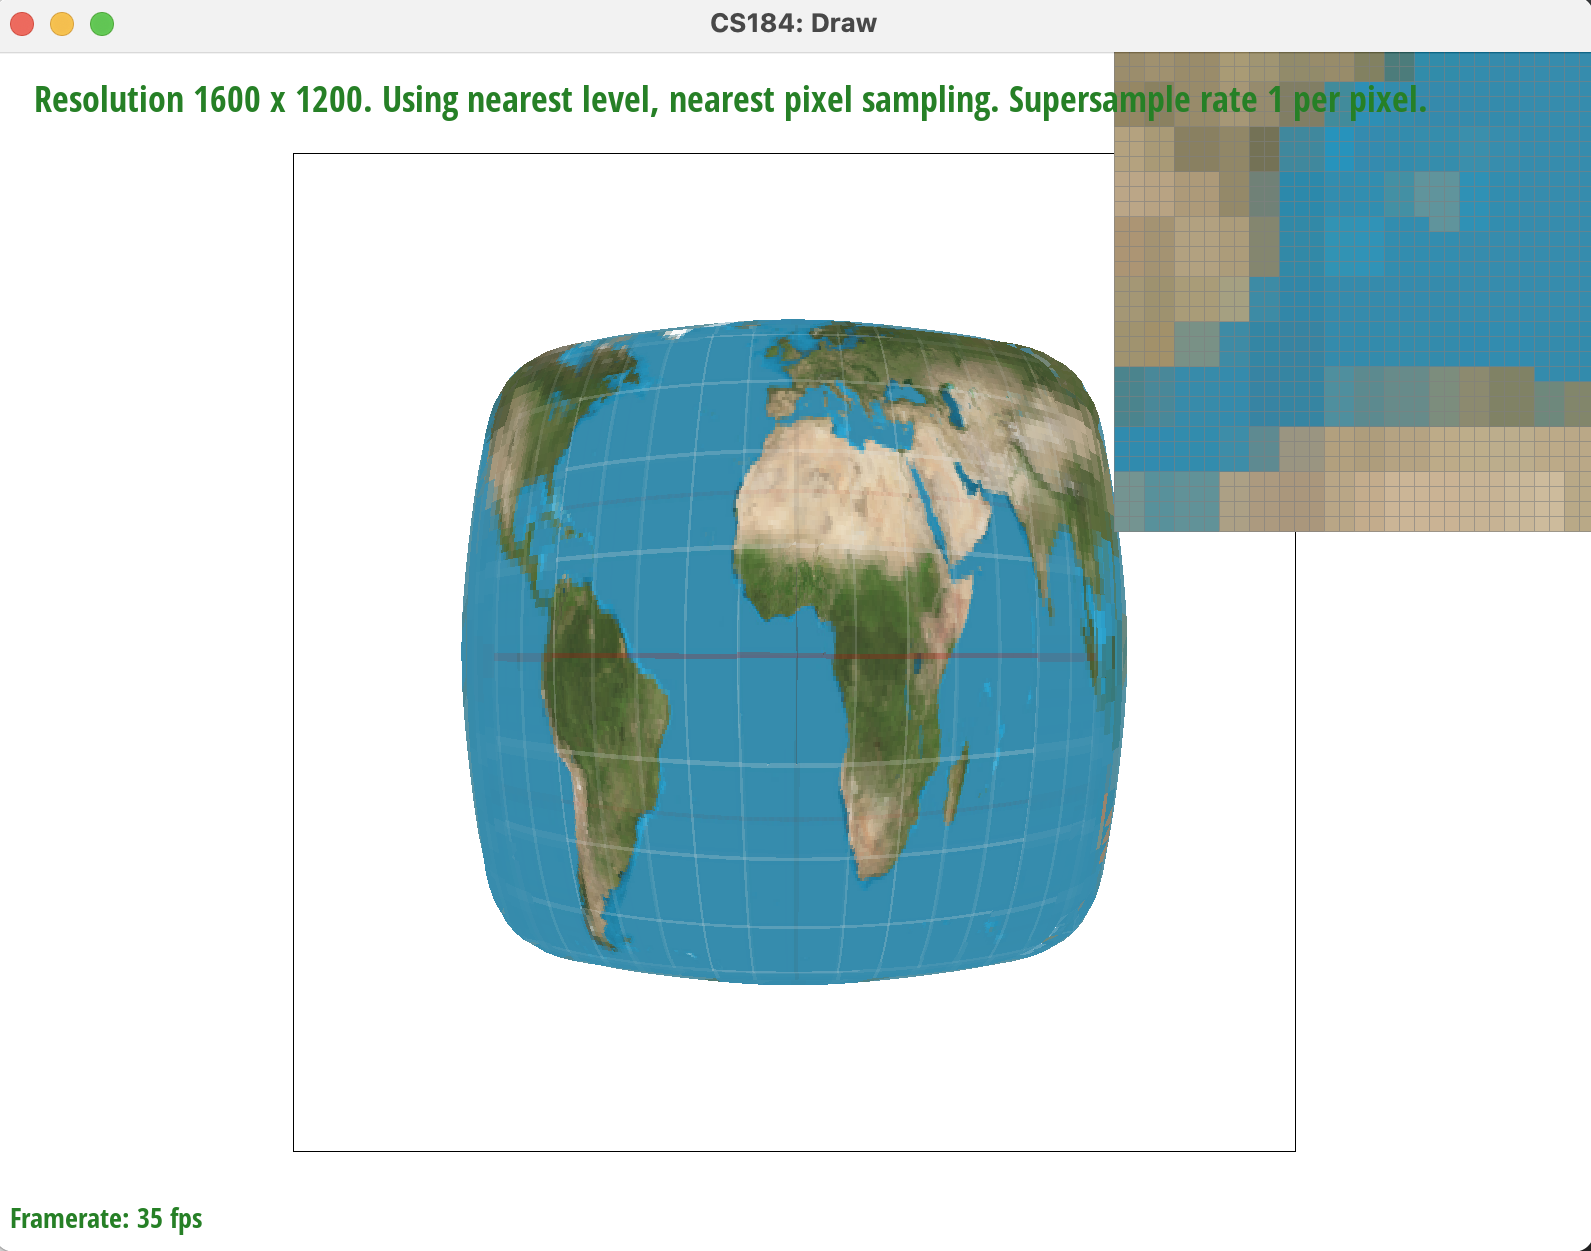 CS184: Draw
Resolution 1600 x 1200. Using nearest level, nearest pixel sampling. Supersample rate 1 per pixel.
Framerate: 35 fps